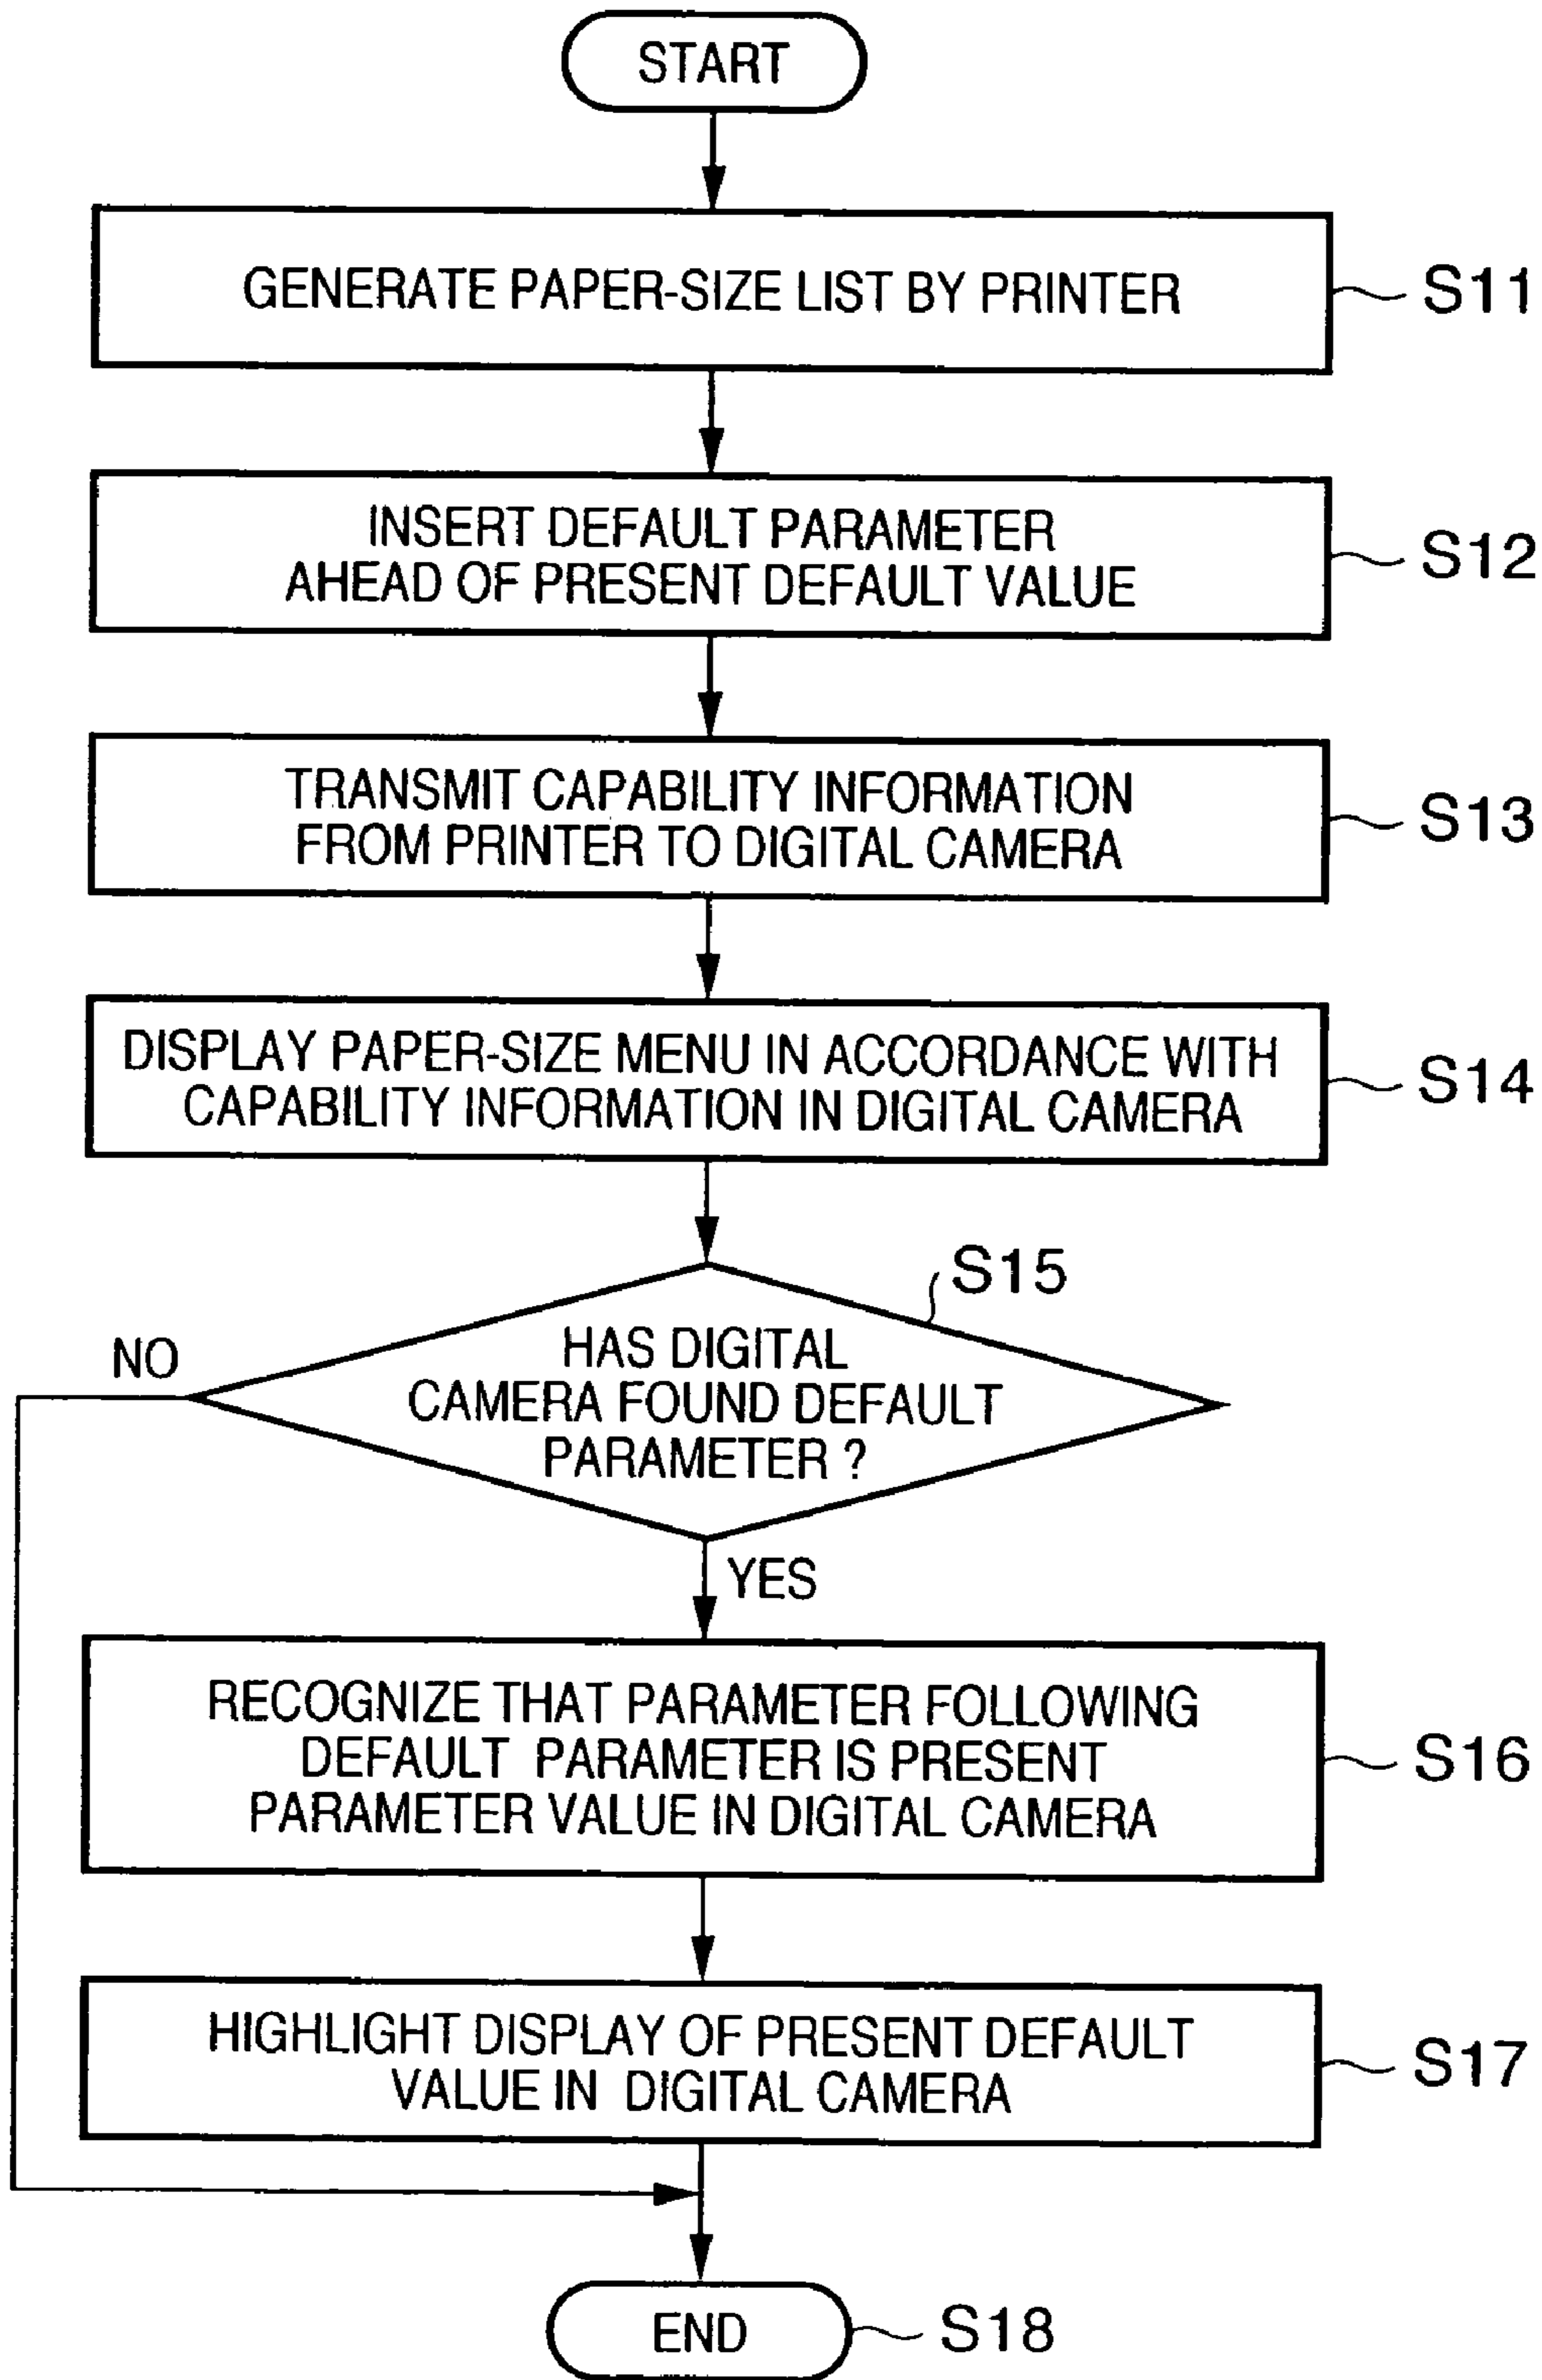 START
GENERATE PAPER-SIZE LIST BY PRINTER
S11
INSERT DEFAULT PARAMETER
AHEAD OF PRESENT DEFAULT VALUE
S12
TRANSMIT CAPABILITY INFORMATION
FROM PRINTER TO DIGITAL CAMERA
S13
DISPLAY PAPER-SIZE MENU IN ACCORDANCE WITH
CAPABILITY INFORMATION IN DIGITAL CAMERA
S14
S15
HAS DIGITAL
CAMERA FOUND DEFAULT
PARAMETER ?
NO
YES
RECOGNIZE THAT PARAMETER FOLLOWING
DEFAULT PARAMETER IS PRESENT
PARAMETER VALUE IN DIGITAL CAMERA
S16
HIGHLIGHT DISPLAY OF PRESENT DEFAULT
VALUE IN DIGITAL CAMERA
S17
END
S18